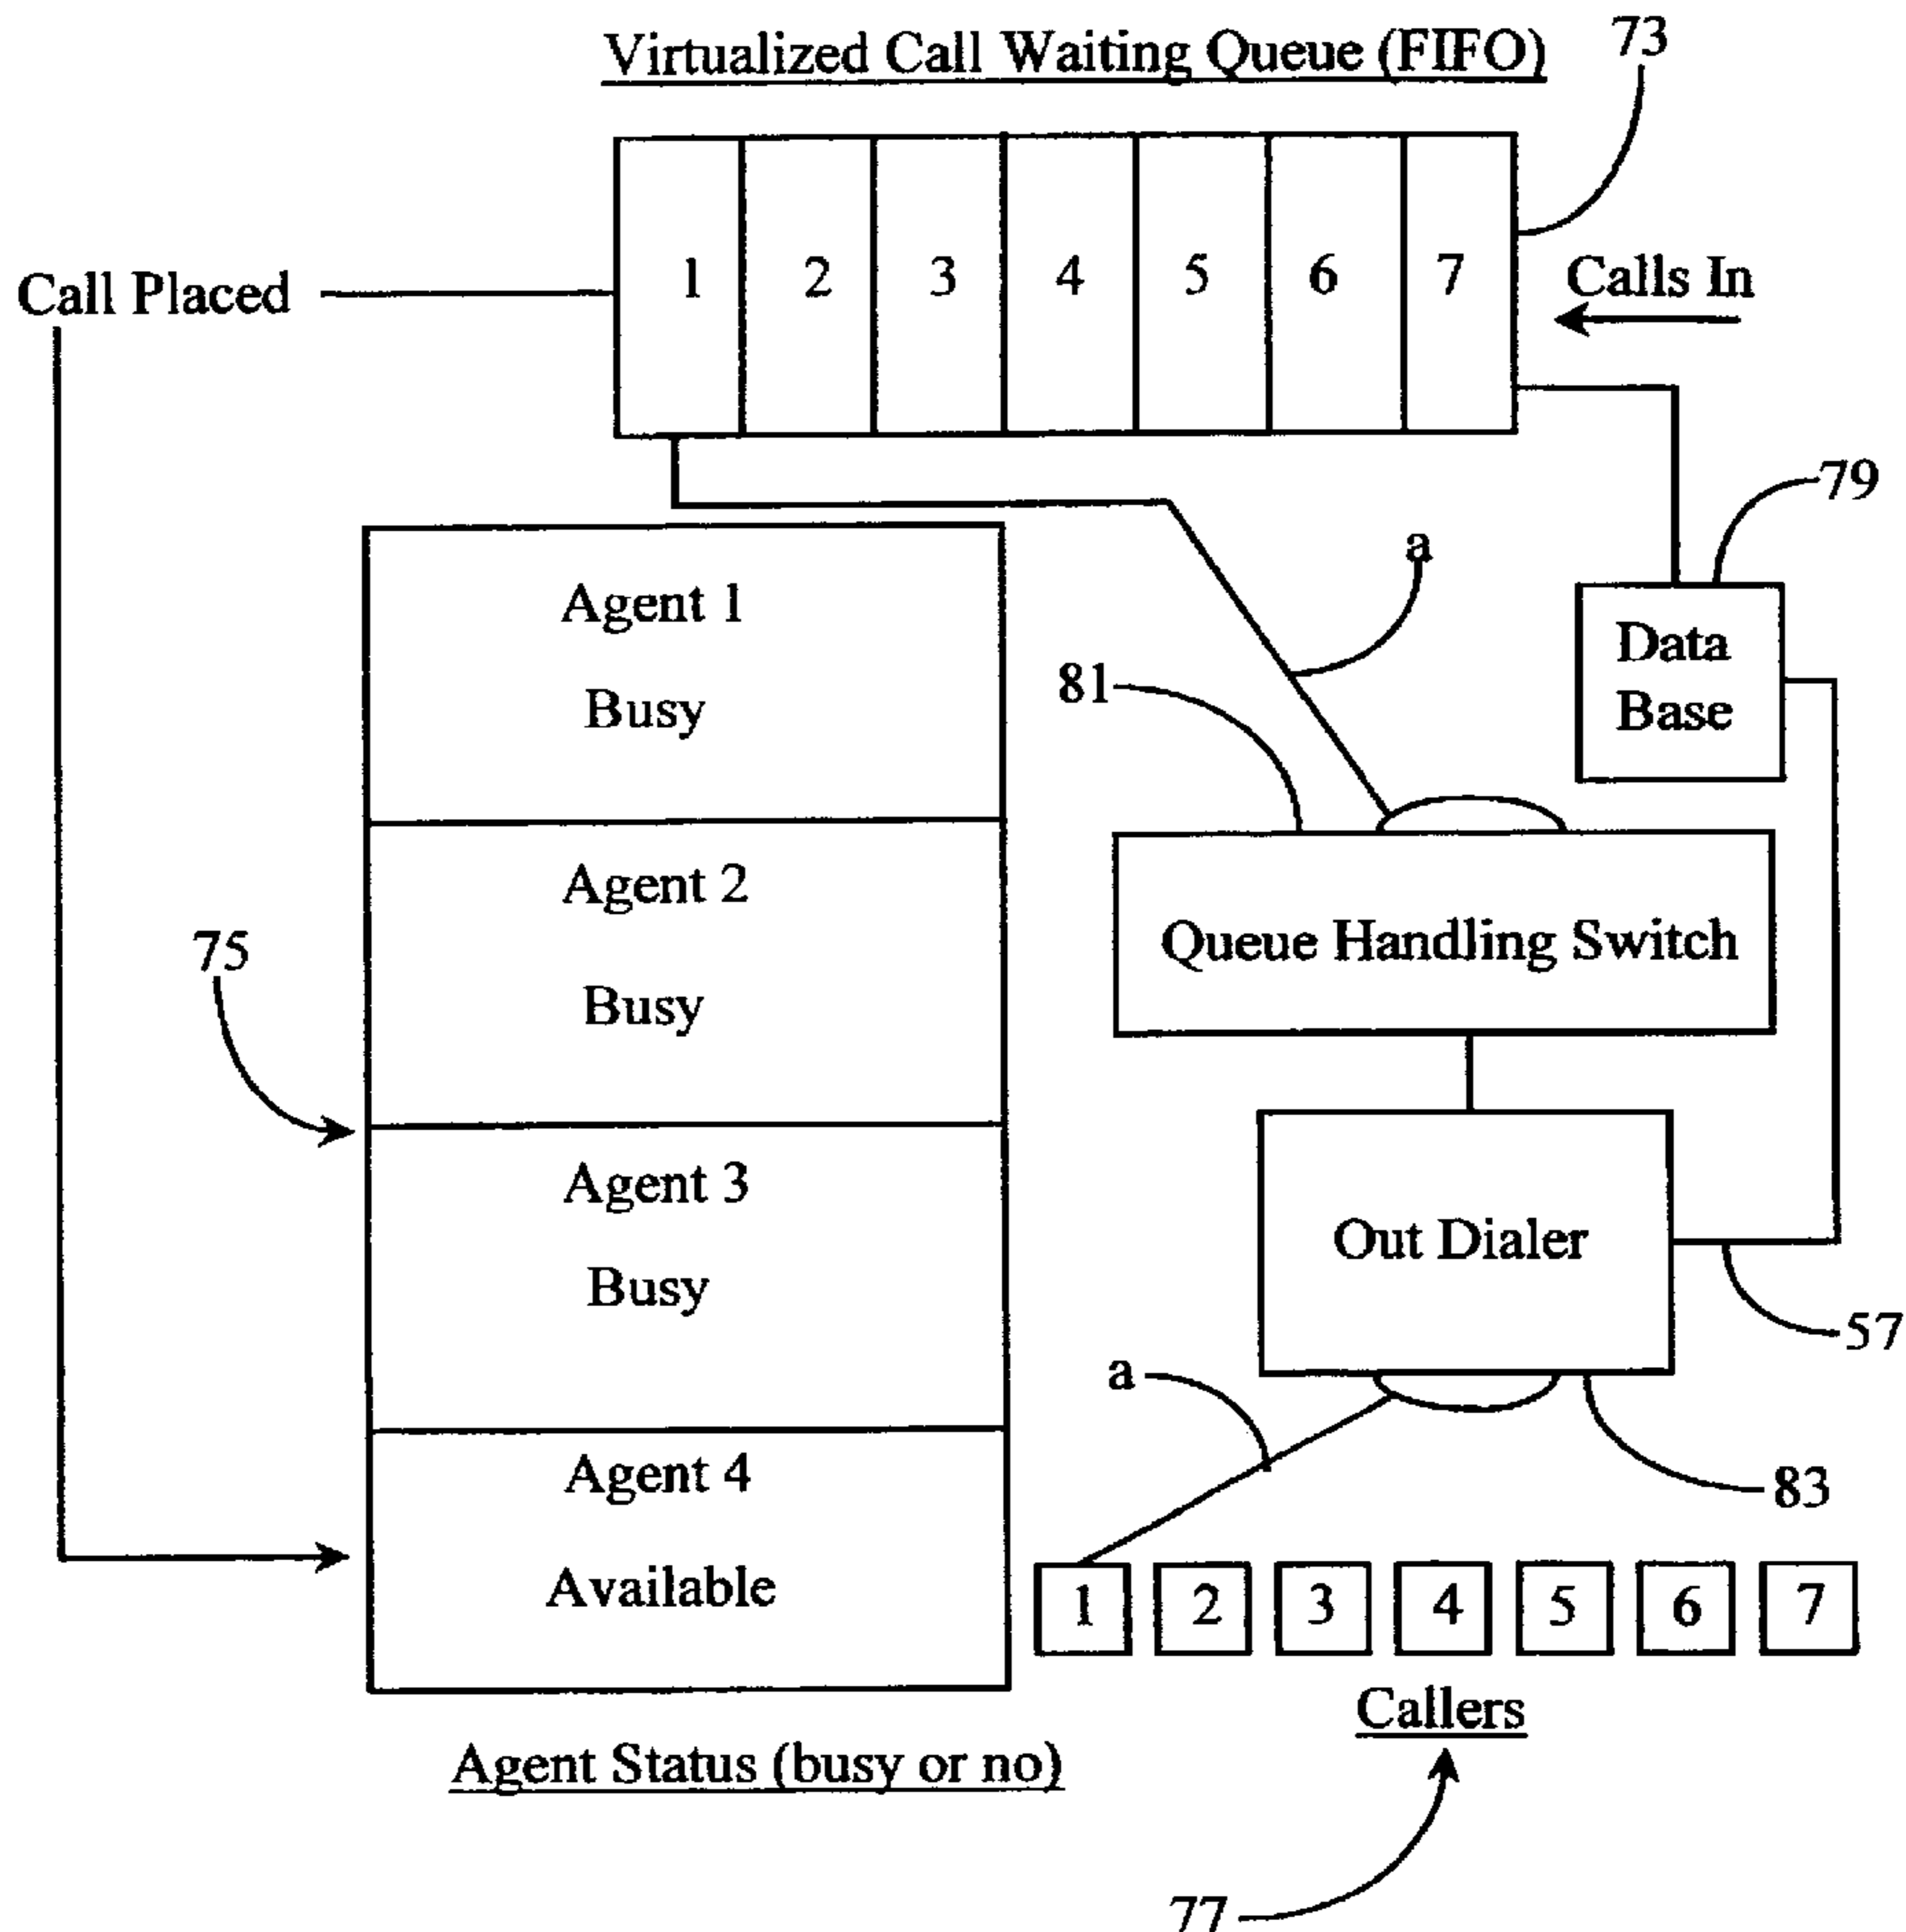 Virtualized Call Waiting Queue (FIFO)
73
Call Placed
1 2 3 4 5 6 7
Calls In
79
a
Data
Base
81
Agent 1
Busy
Agent 2
Busy
75
Queue Handling Switch
Agent 3
Busy
Out Dialer
57
a
83
Agent 4
Available
1 2 3 4 5 6 7
Callers
Agent Status (busy or no)
77